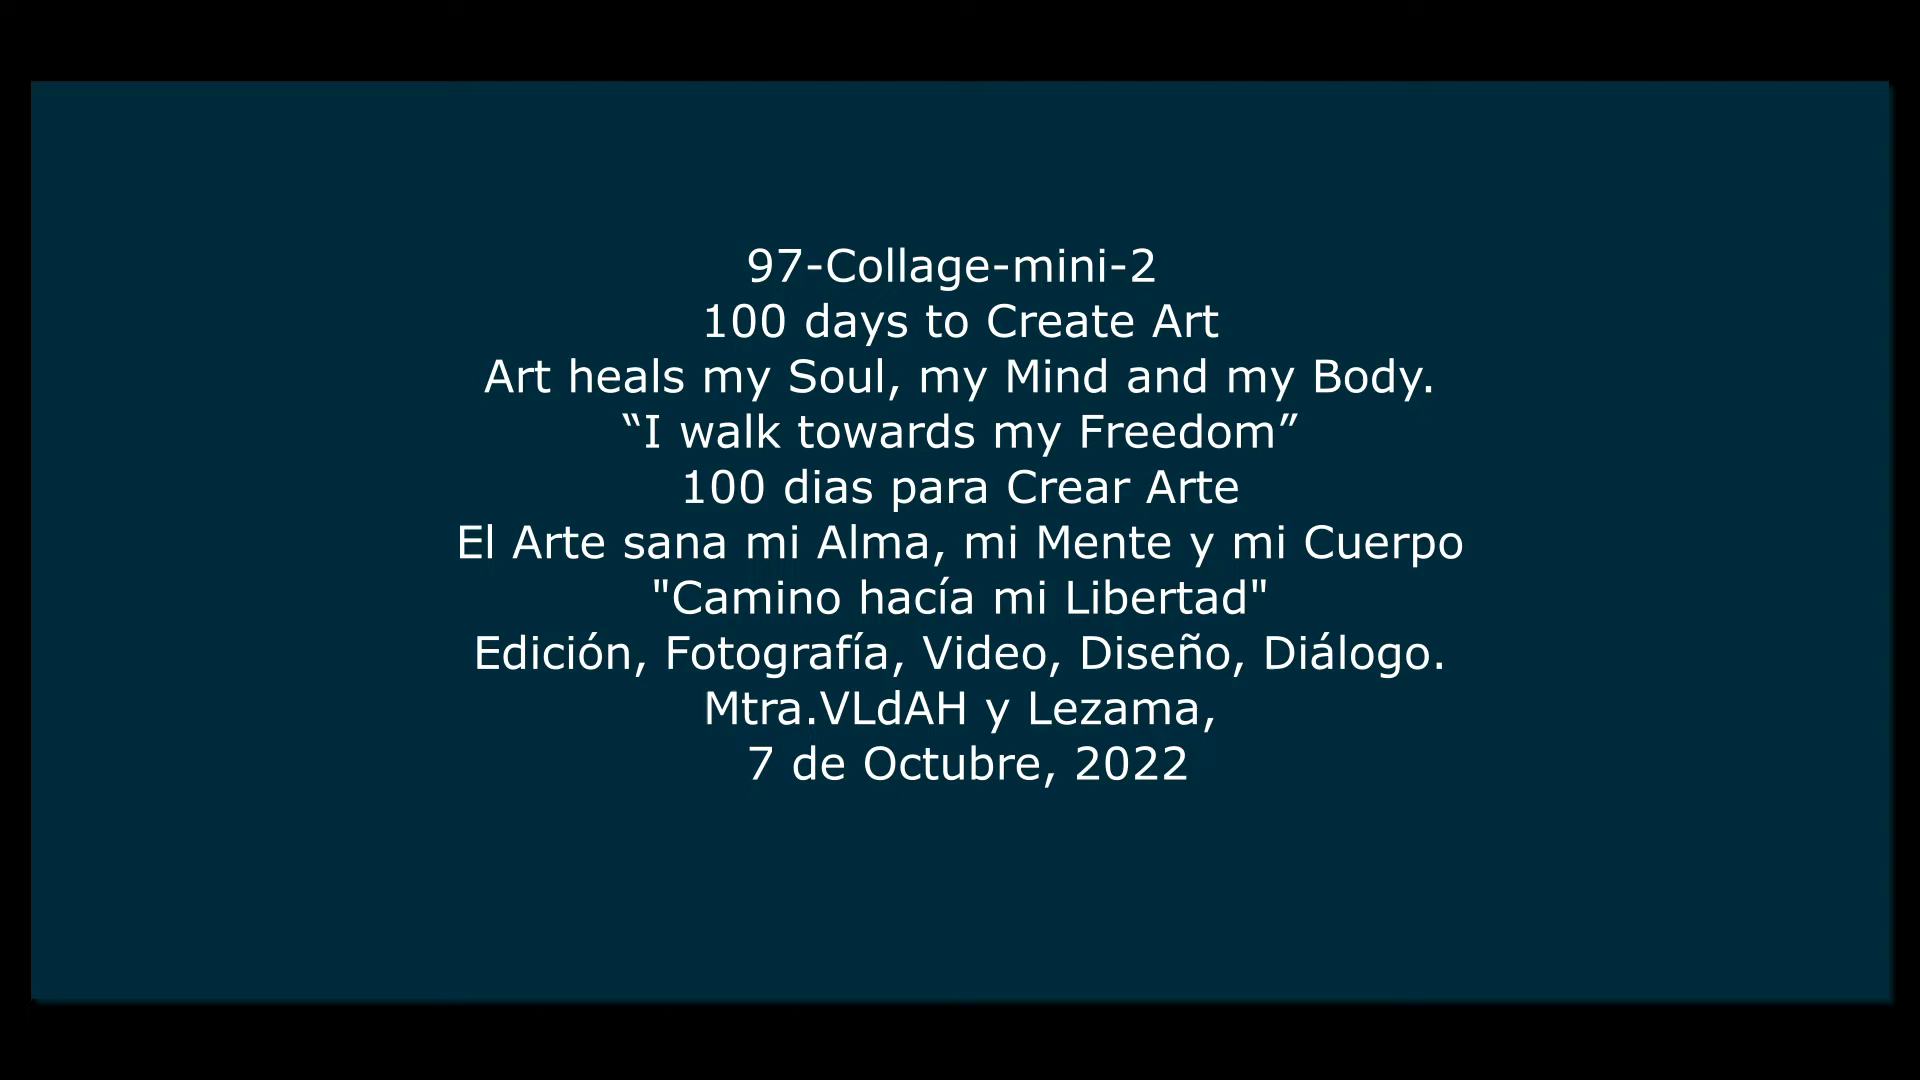 97-Collage-mini-2
100 days to Create Art
Art heals my Soul, my Mind and my Body.
“I walk towards my Freedom”
100 dias para Crear Arte
El Arte sana mi Alma, mi Mente y mi Cuerpo
"Camino hacía mi Libertad"
Edición, Fotografía, Video, Diseño, Diálogo.
Mtra.VLdAH y Lezama,
7 de Octubre, 2022